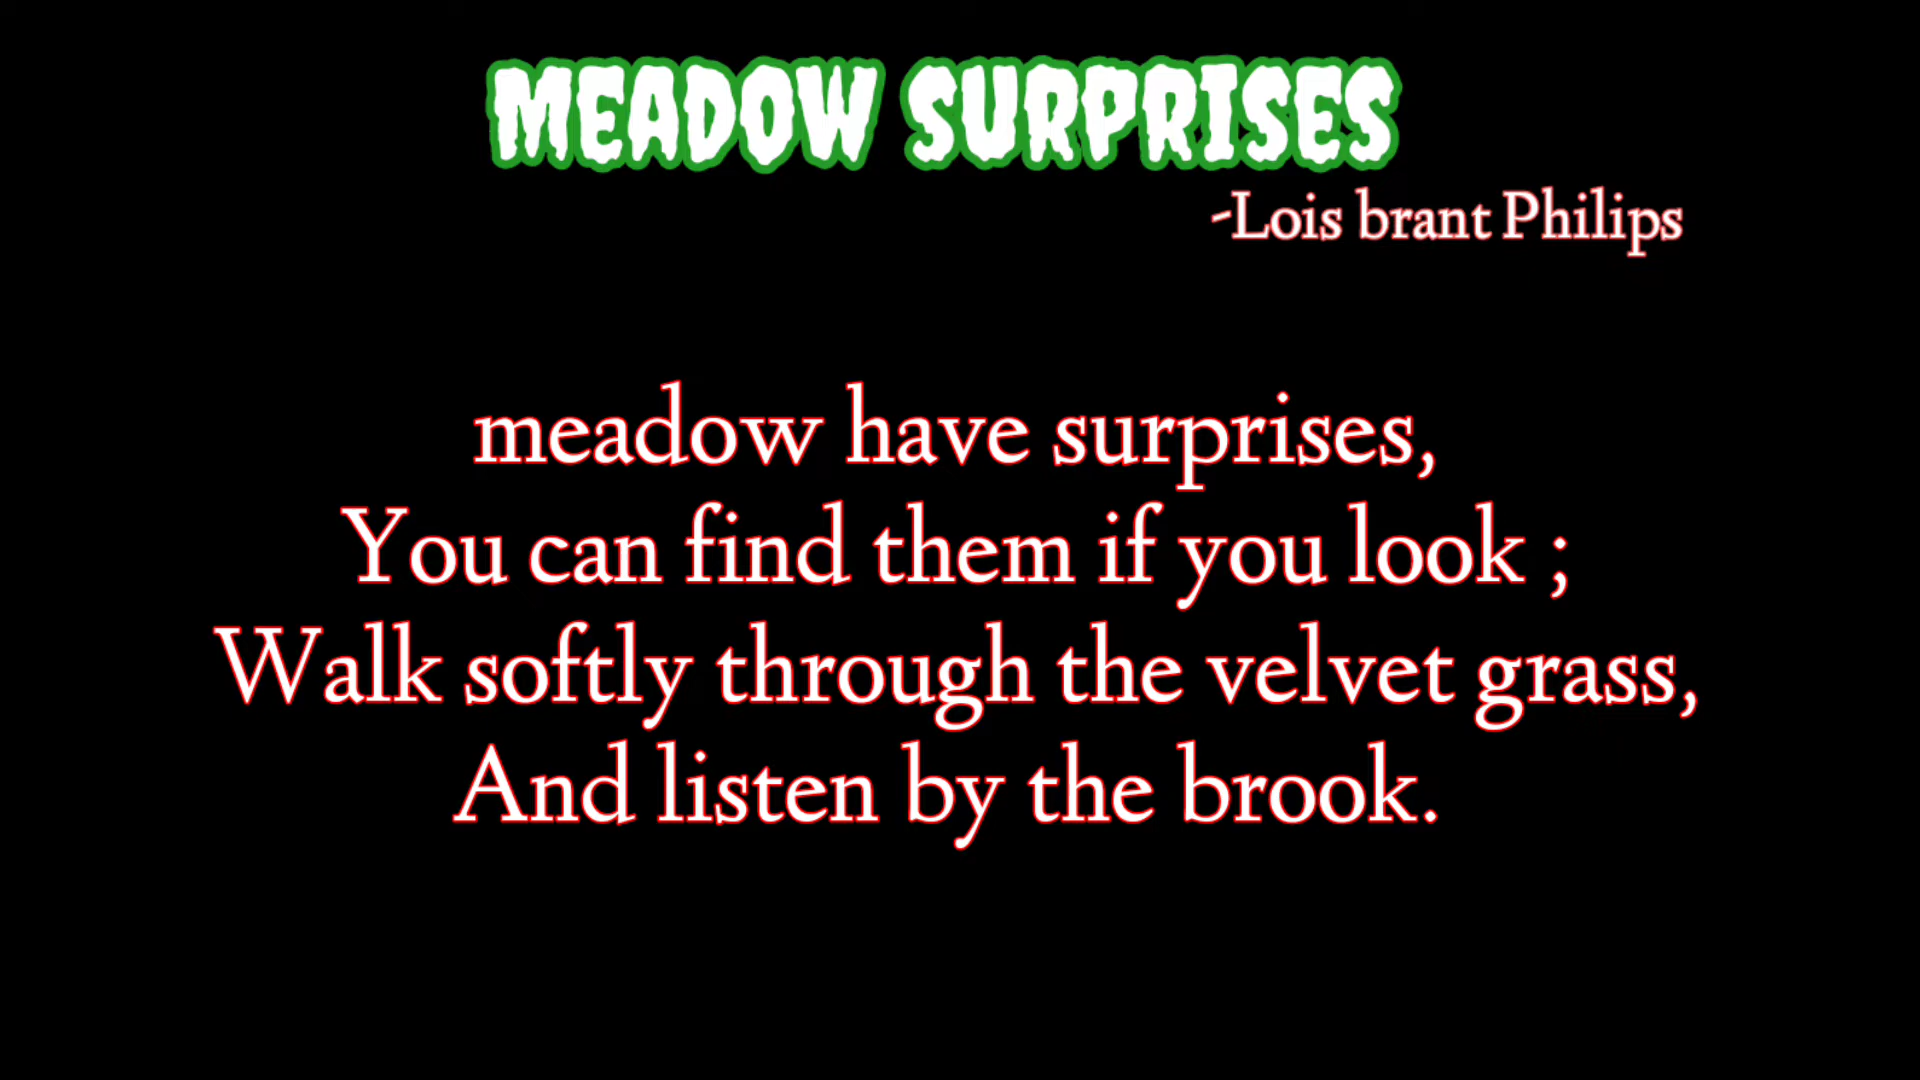 MEADOW SURPRISES
-Lois brant Philips
meadow have surprises,
You can find them if you look ;
Walk softly through the velvet grass,
And listen by the brook.